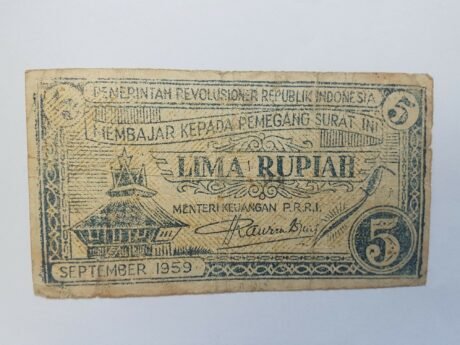 PEMERINTAH REVOLUSIONER REPUBLIK INDONESIA
5
MEMBAJAR KEPADA PEMEGANG SURAT INI
LIMA RUPIAH
MENTERI KEUANGAN P.R.R.I.
5
SEPTEMBER 1959